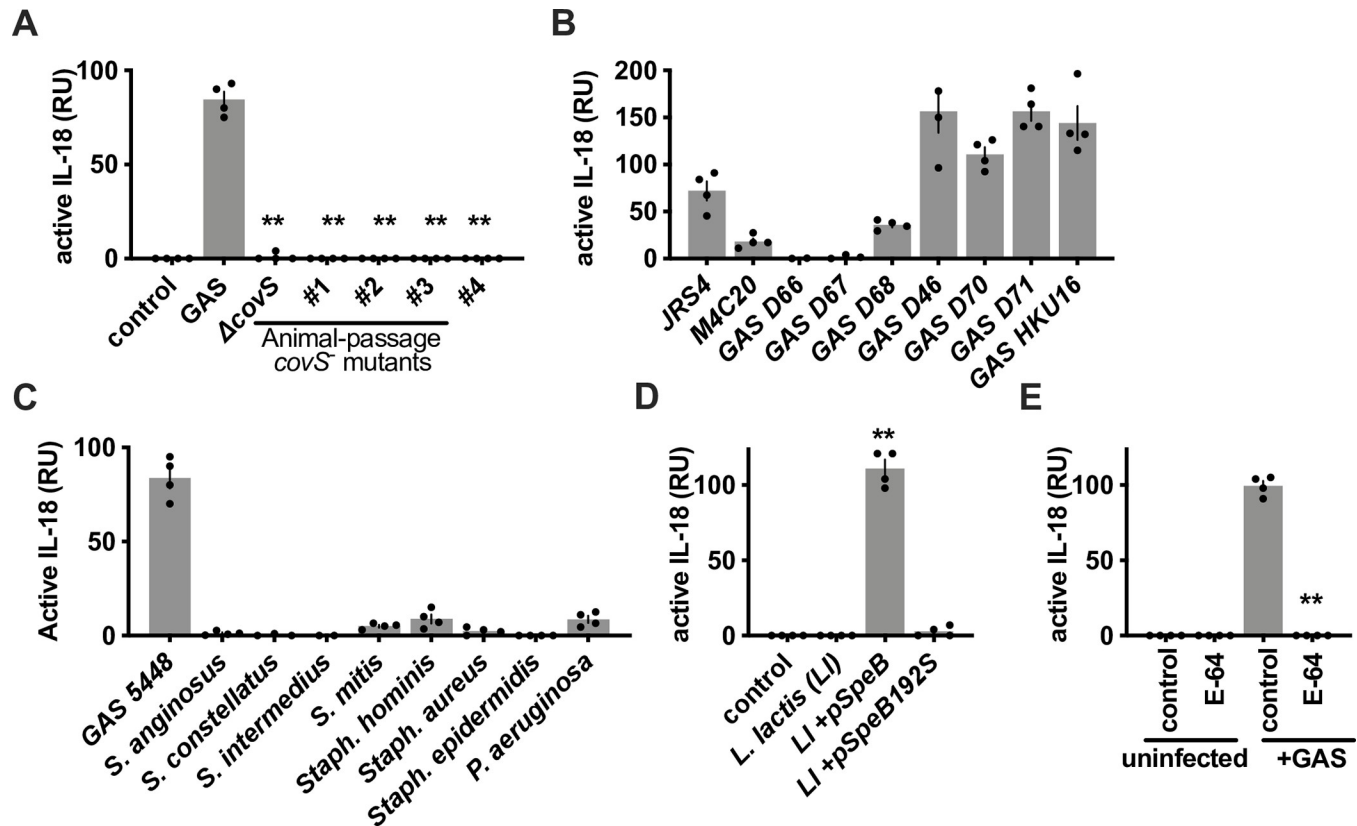 A
active IL-18 (RU)
100
50
0
control
GAS
ΔcovS
#1
#2
#3
#4
**
**
**
**
**
Animal-passage
covS- mutants
B
active IL-18 (RU)
200
150
100
50
0
JRS4
M4C20
GAS D66
GAS D67
GAS D68
GAS D46
GAS D70
GAS D71
GAS HKU16
C
Active IL-18 (RU)
100
50
0
GAS 5448
S. anginosus
S. constellatus
S. intermedius
S. mitis
Staph. hominis
Staph. aureus
Staph. epidermidis
P. aeruginosa
D
active IL-18 (RU)
100
50
0
**
control
L. lactis (Ll)
Ll +pSpeB
Ll +pSpeB192S
E
active IL-18 (RU)
100
50
0
**
control
E-64
control
E-64
uninfected
+GAS